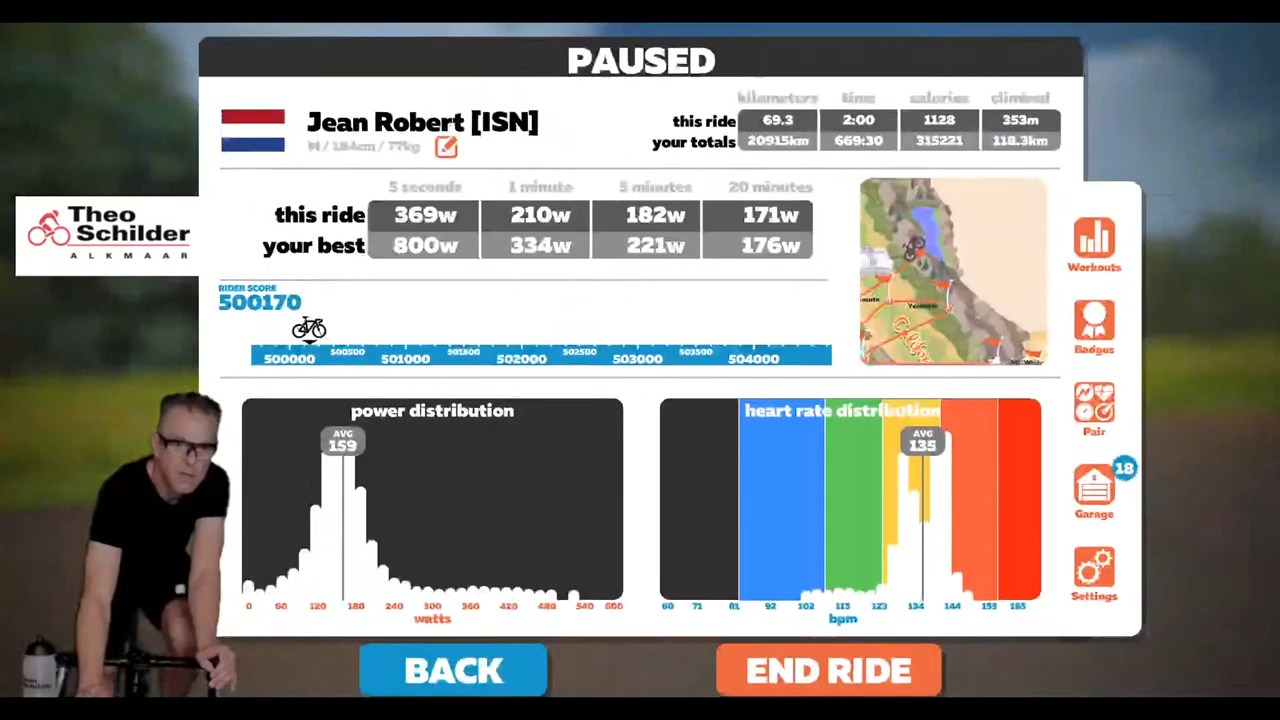 PAUSED
Jean Robert [ISN]
M / 184cm / 77kg
kilometers time calories climbed
this ride 69.3 2:00 1128 353m
your totals 20915km 669:30 315221 118.3km
5 seconds 1 minute 5 minutes 20 minutes
this ride 369w 210w 182w 171w
your best 800w 334w 221w 176w
Theo
Schilder
ALKMAAR
RIDER SCORE
500170
500000 500500 501000 501500 502000 502500 503000 503500 504000
Workouts
Badges
Pair
18
Garage
Settings
power distribution
AVG
159
0 60 120 180 240 300 360 420 480 540 600
watts
heart rate distribution
AVG
135
60 71 81 92 102 113 123 134 144 155 165
bpm
BACK
END RIDE